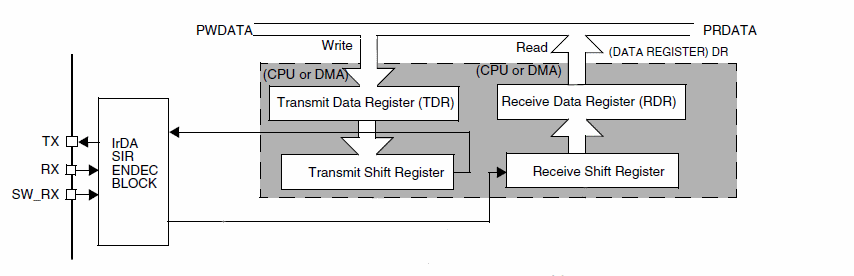 PWDATA
PRDATA
Write
Read
(DATA REGISTER) DR
(CPU or DMA)
(CPU or DMA)
Transmit Data Register (TDR)
Receive Data Register (RDR)
TX
RX
SW_RX
IrDA
SIR
ENDEC
BLOCK
Transmit Shift Register
Receive Shift Register